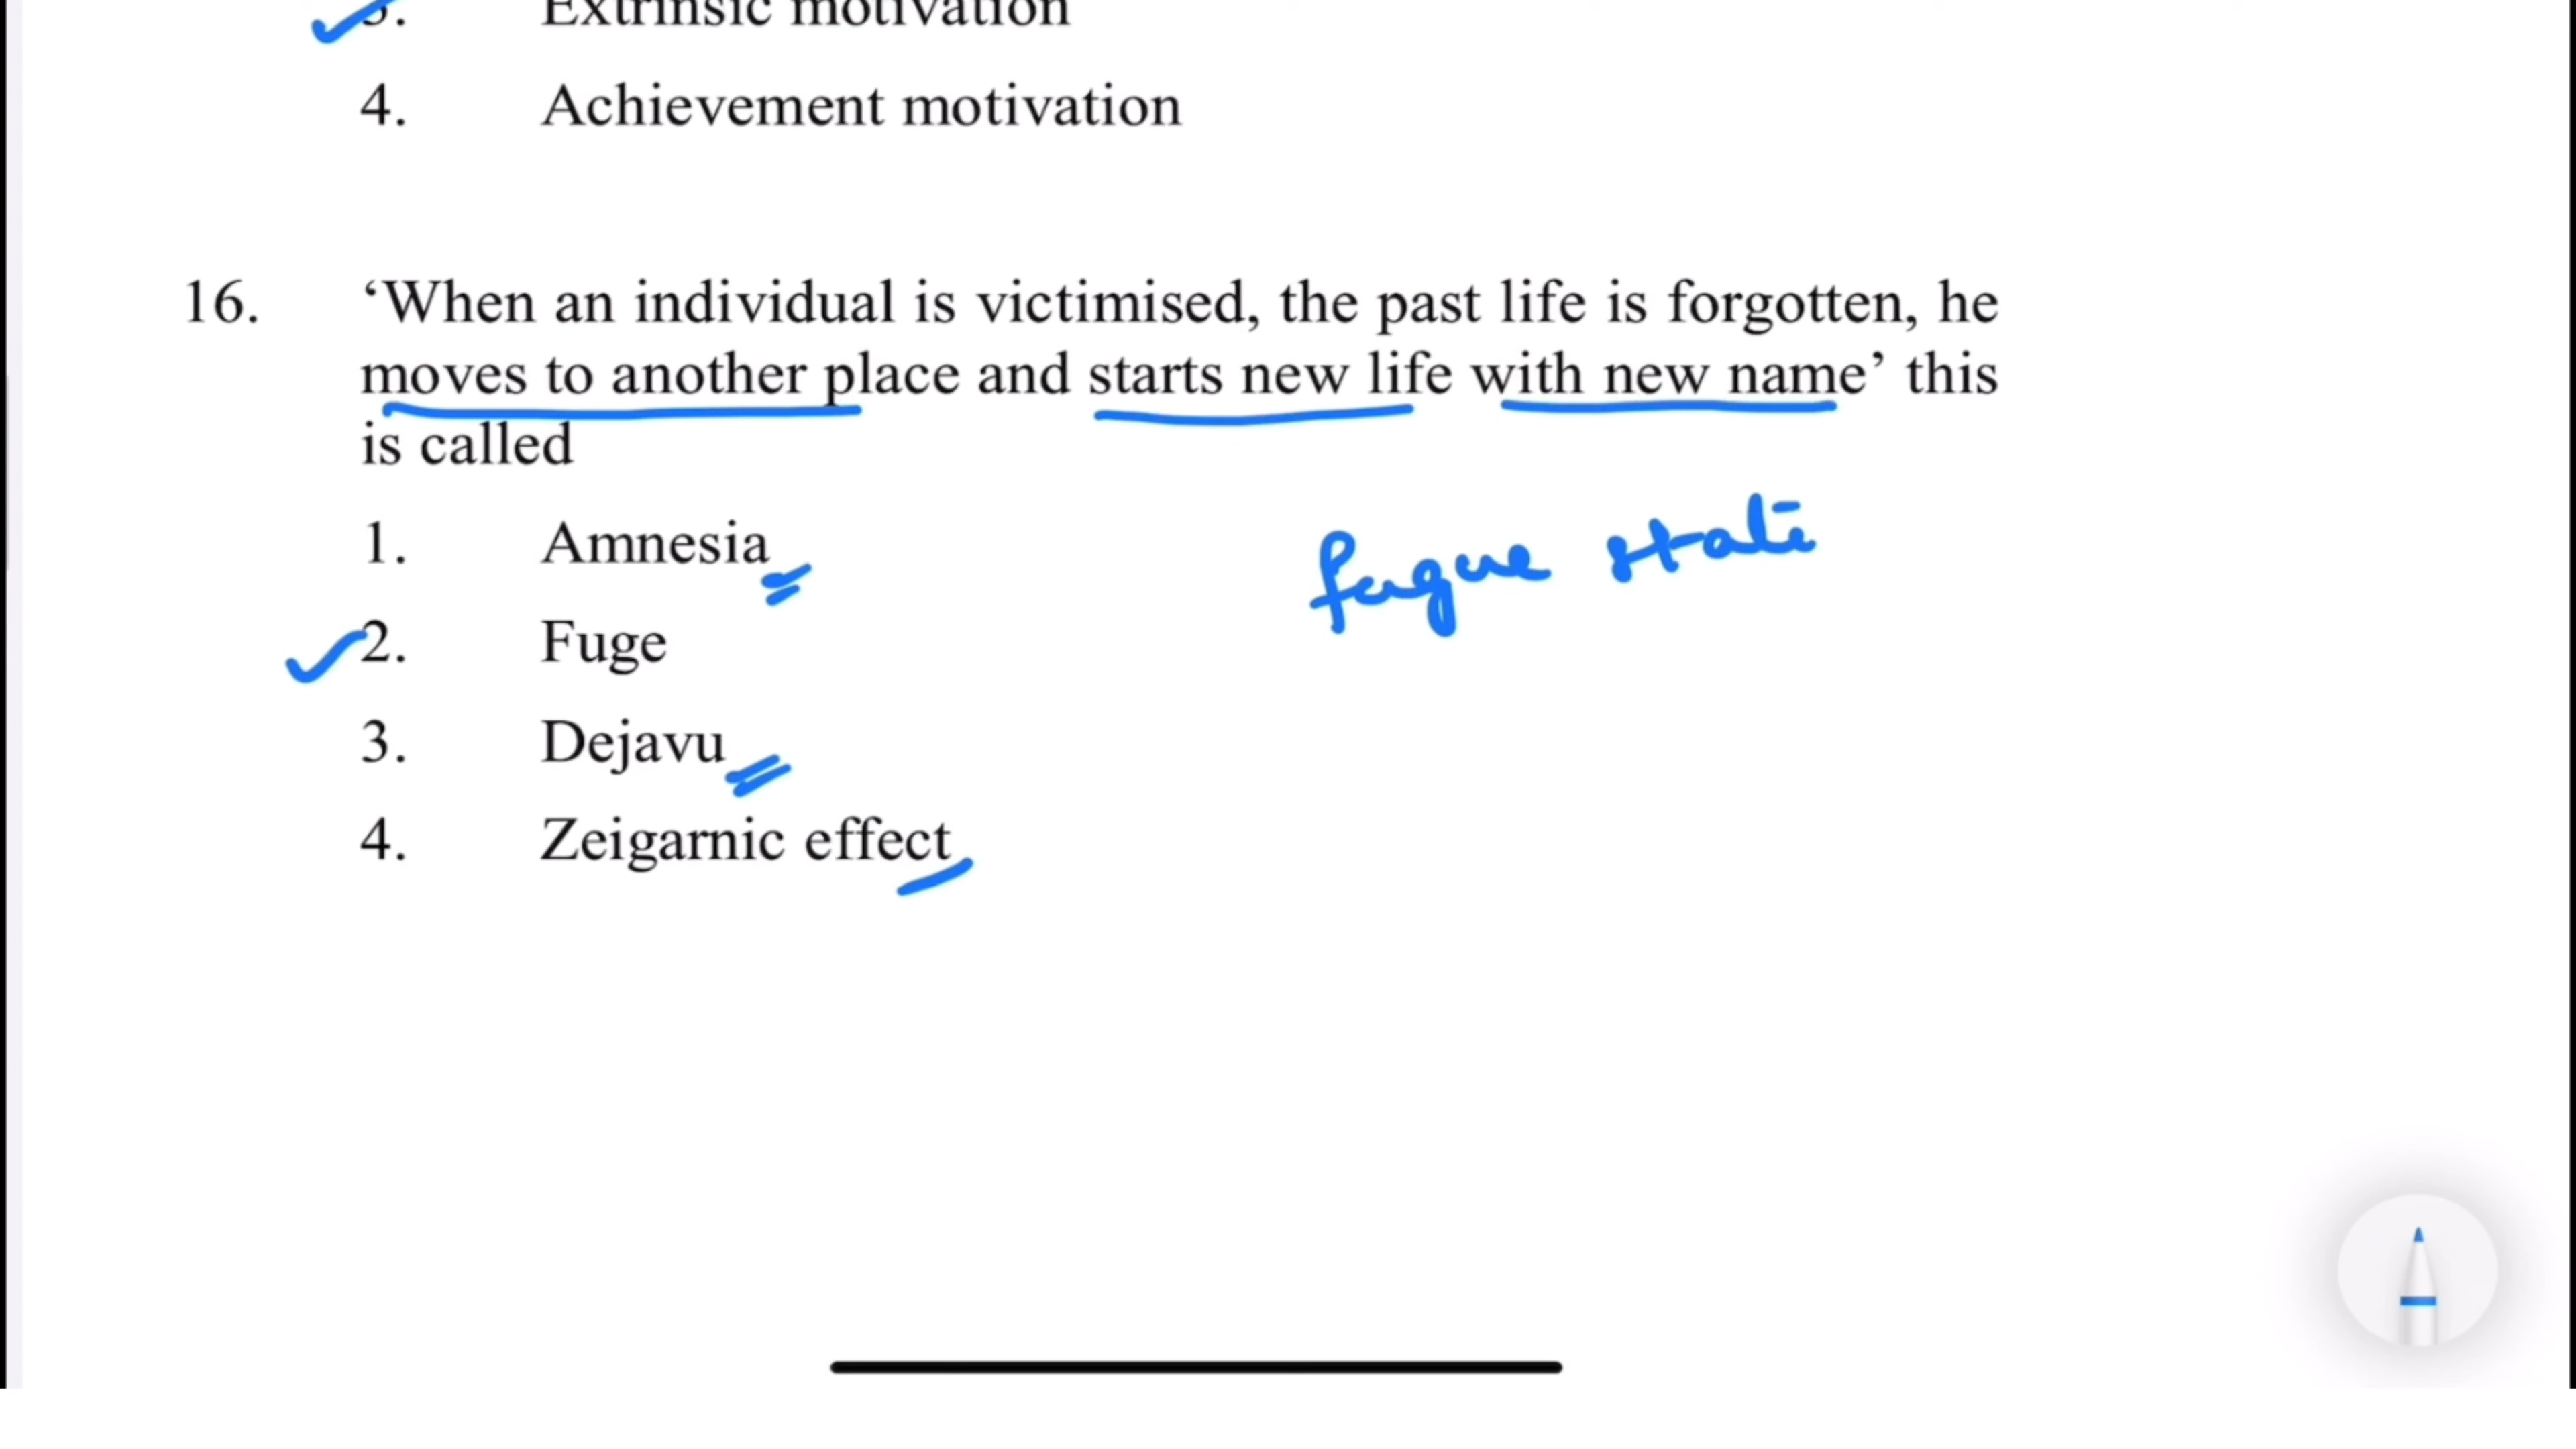 3. Extrinsic motivation
4. Achievement motivation
16. ‘When an individual is victimised, the past life is forgotten, he
moves to another place and starts new life with new name’ this
is called
1. Amnesia
fugue state
2. Fuge
3. Dejavu
4. Zeigarnic effect